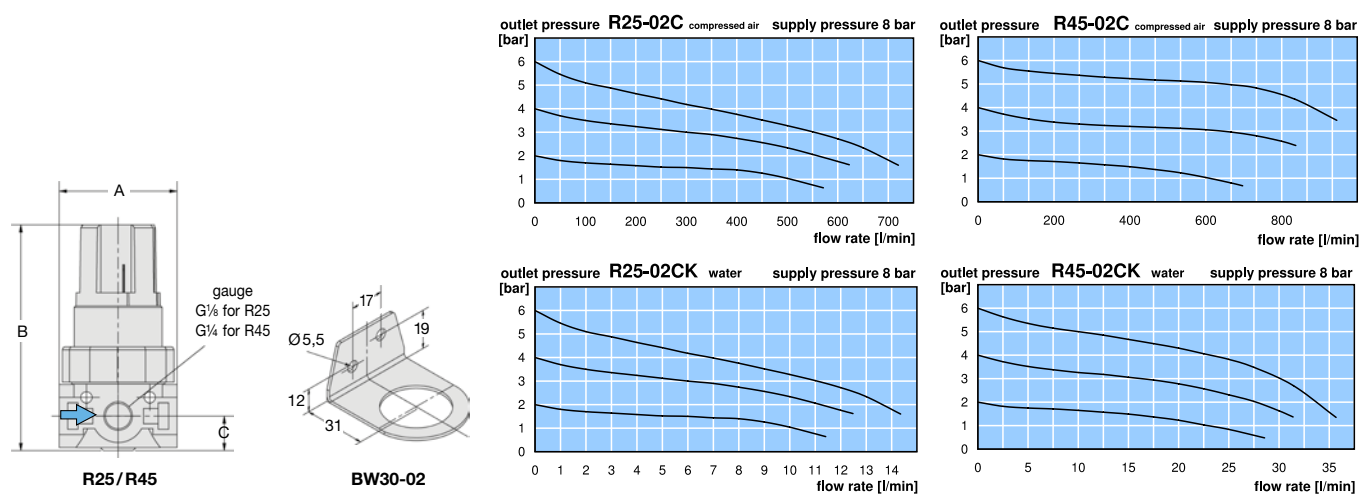 A
B
C
gauge
G⅛ for R25
G¼ for R45
R25/R45
17
19
Ø5,5
12
31
BW30-02
outlet pressure R25-02C compressed air supply pressure 8 bar
[bar]
6
5
4
3
2
1
0
0 100 200 300 400 500 600 700
flow rate [l/min]
outlet pressure R45-02C compressed air supply pressure 8 bar
[bar]
6
5
4
3
2
1
0
0 200 400 600 800
flow rate [l/min]
outlet pressure R25-02CK water supply pressure 8 bar
[bar]
6
5
4
3
2
1
0
0 1 2 3 4 5 6 7 8 9 10 11 12 13 14
flow rate [l/min]
outlet pressure R45-02CK water supply pressure 8 bar
[bar]
6
5
4
3
2
1
0
0 5 10 15 20 25 30 35
flow rate [l/min]